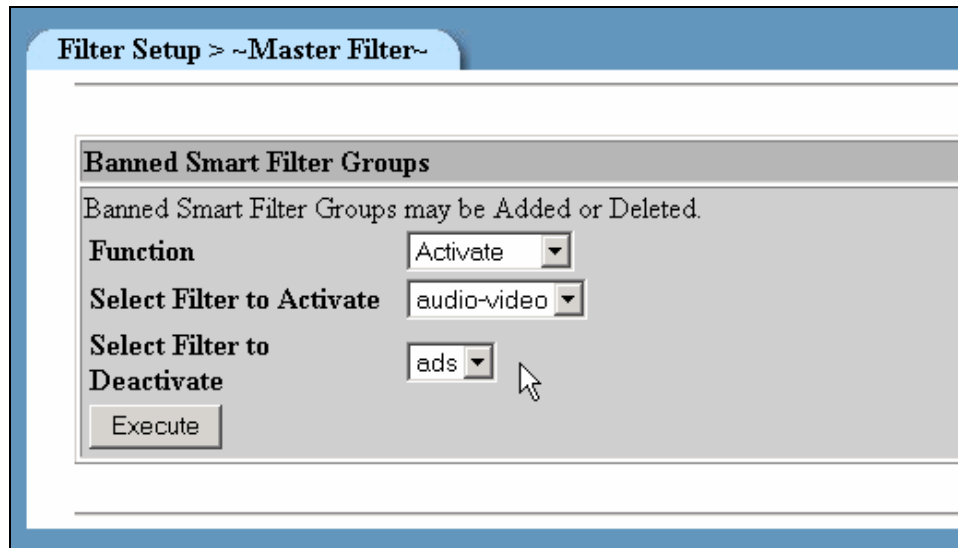 Filter Setup > ~Master Filter~
Banned Smart Filter Groups
Banned Smart Filter Groups may be Added or Deleted.
Function Activate
Select Filter to Activate audio-video
Select Filter to
Deactivate ads
Execute